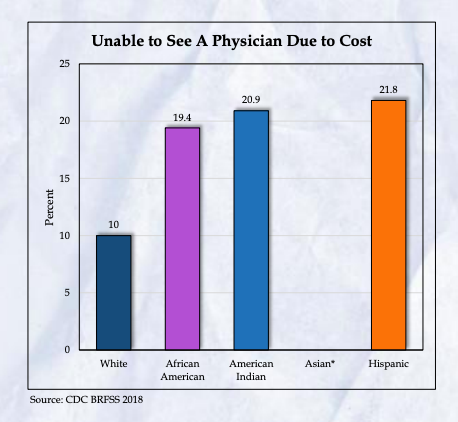 Unable to See A Physician Due to Cost
25
20
15
10
5
0
Percent
10
19.4
20.9
21.8
White
African
American
American
Indian
Asian*
Hispanic
Source: CDC BRFSS 2018